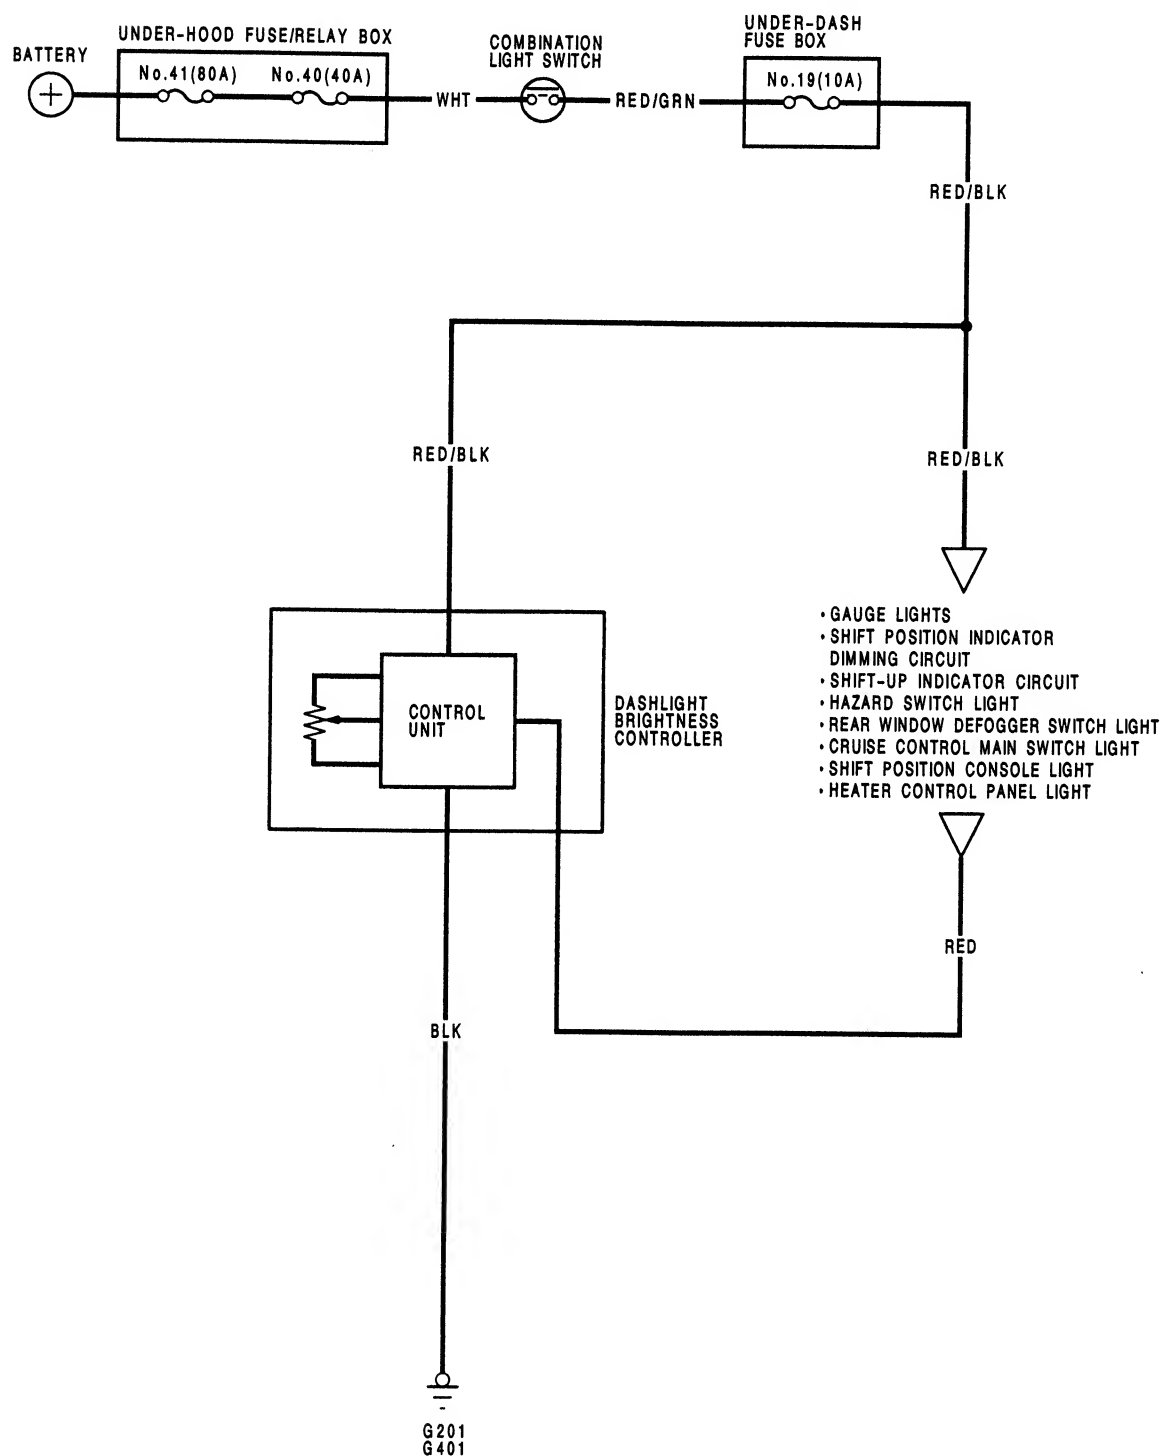 UNDER-HOOD FUSE/RELAY BOX
UNDER-DASH
FUSE BOX
COMBINATION
LIGHT SWITCH
BATTERY
No.41(80A)
No.40(40A)
No.19(10A)
WHT
RED/GRN
RED/BLK
RED/BLK
RED/BLK
• GAUGE LIGHTS
• SHIFT POSITION INDICATOR
DIMMING CIRCUIT
• SHIFT-UP INDICATOR CIRCUIT
• HAZARD SWITCH LIGHT
• REAR WINDOW DEFOGGER SWITCH LIGHT
• CRUISE CONTROL MAIN SWITCH LIGHT
• SHIFT POSITION CONSOLE LIGHT
• HEATER CONTROL PANEL LIGHT
CONTROL
UNIT
DASHLIGHT
BRIGHTNESS
CONTROLLER
RED
BLK
G201
G401